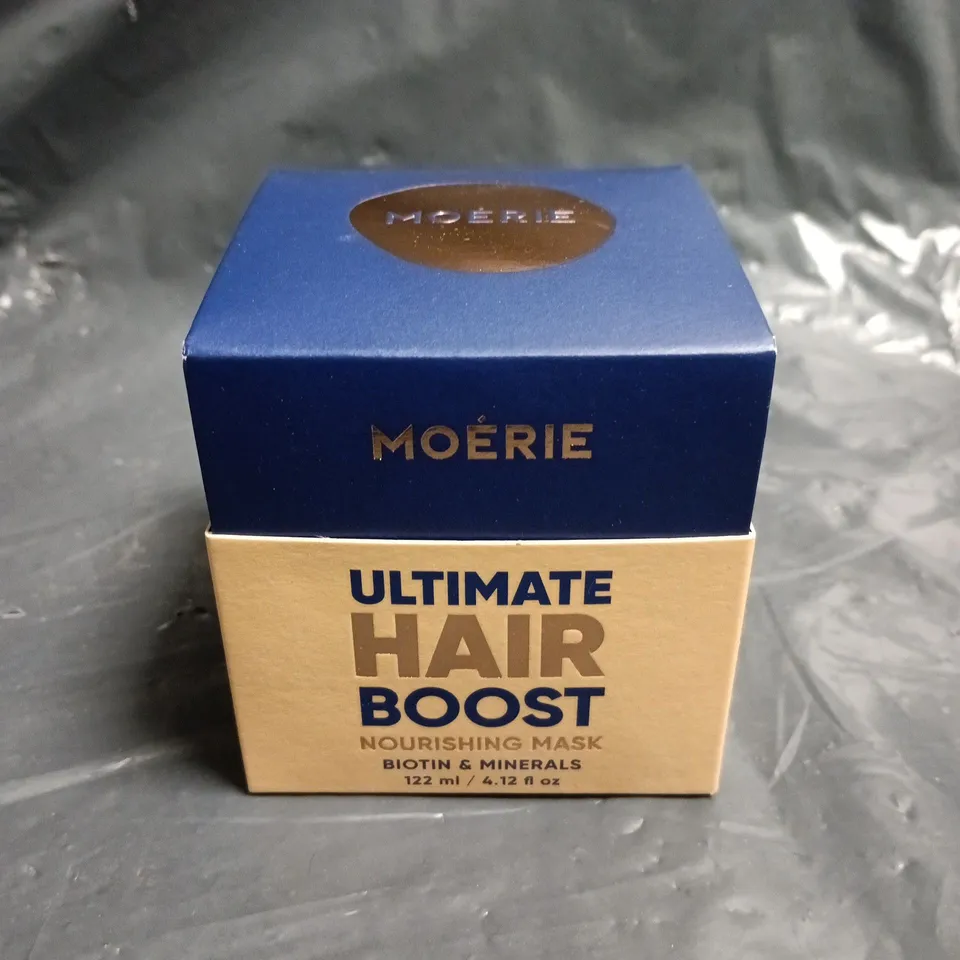 MOÉRIE
MOÉRIE
ULTIMATE
HAIR
BOOST
NOURISHING MASK
BIOTIN & MINERALS
122 ml / 4.12 fl oz